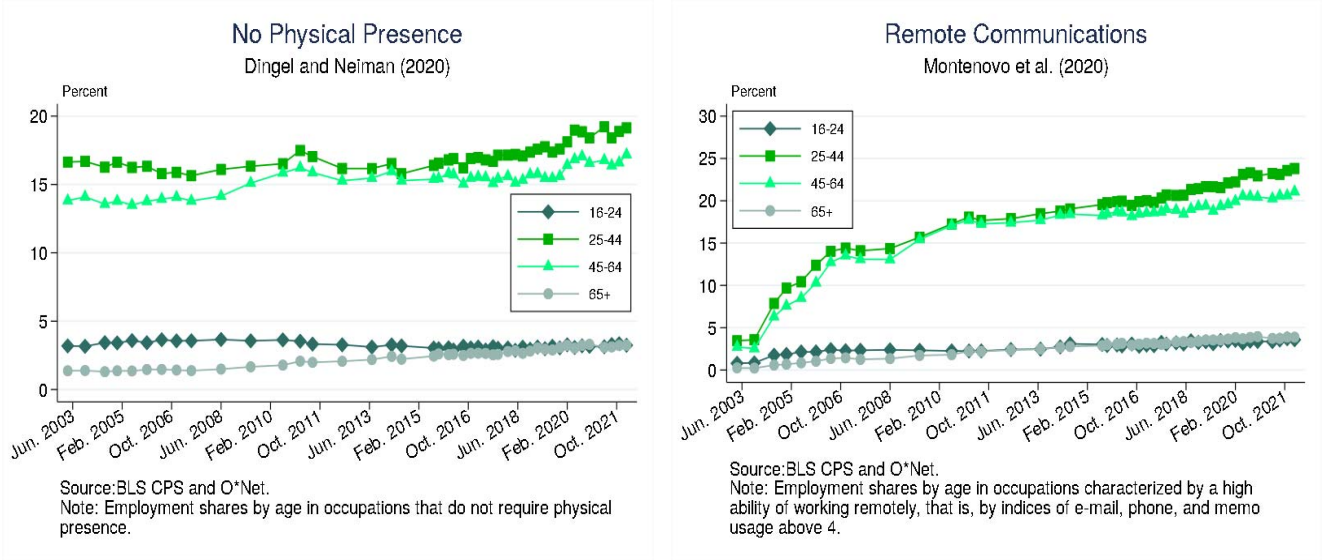 No Physical Presence
Dingel and Neiman (2020)
Percent
20
15
10
5
0
16-24
25-44
45-64
65+
Jun. 2003
Feb. 2005
Oct. 2006
Jun. 2008
Feb. 2010
Oct. 2011
Jun. 2013
Feb. 2015
Oct. 2016
Jun. 2018
Feb. 2020
Oct. 2021
Source:BLS CPS and O*Net.
Note: Employment shares by age in occupations that do not require physical
presence.
Remote Communications
Montenovo et al. (2020)
Percent
30
25
20
15
10
5
0
16-24
25-44
45-64
65+
Jun. 2003
Feb. 2005
Oct. 2006
Jun. 2008
Feb. 2010
Oct. 2011
Jun. 2013
Feb. 2015
Oct. 2016
Jun. 2018
Feb. 2020
Oct. 2021
Source:BLS CPS and O*Net.
Note: Employment shares by age in occupations characterized by a high
ability of working remotely, that is, by indices of e-mail, phone, and memo
usage above 4.